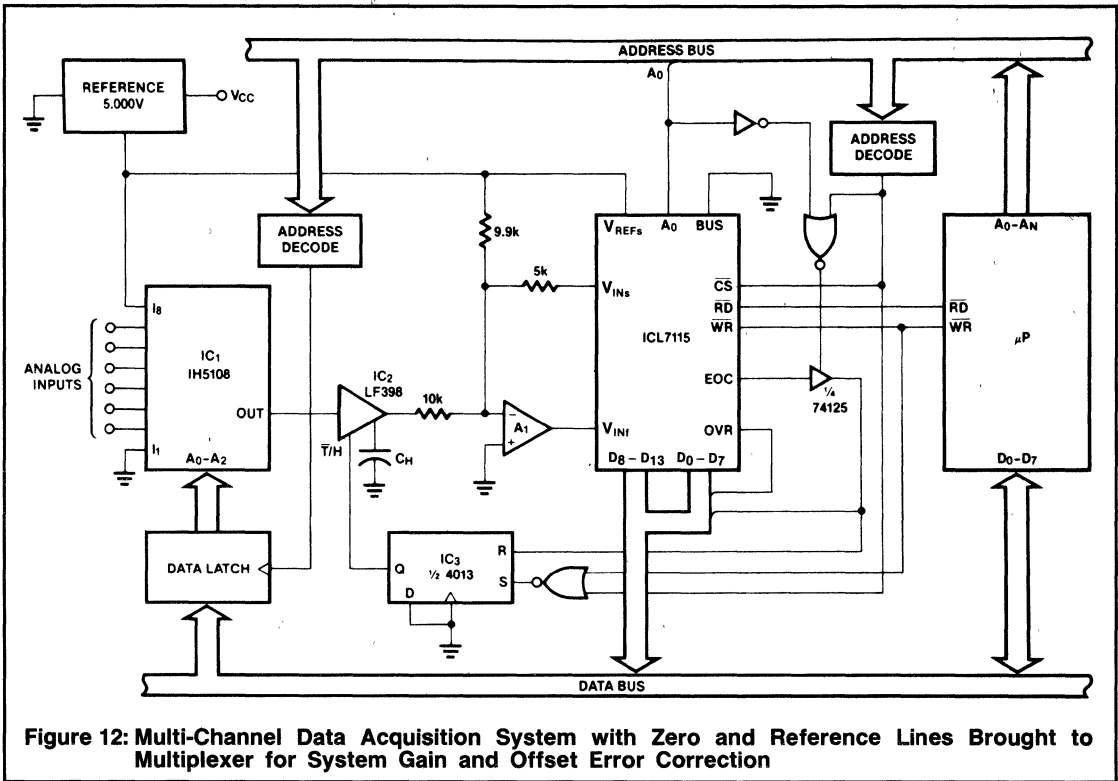 ADDRESS BUS
REFERENCE
5.000V
VCC
A0
ADDRESS
DECODE
ADDRESS
DECODE
9.9k
5k
VREFs
A0
BUS
VINs
CS
RD
WR
ICL7115
EOC
OVR
VINf
D8 – D13
D0 – D7
A0–AN
RD
WR
μP
D0–D7
I8
IC1
IH5108
ANALOG
INPUTS
OUT
I1
A0–A2
IC2
LF398
10k
T/H
CH
A1
–
+
¼
74125
DATA LATCH
IC3
½ 4013
Q
D
R
S
DATA BUS
Figure 12: Multi-Channel Data Acquisition System with Zero and Reference Lines Brought to
Multiplexer for System Gain and Offset Error Correction